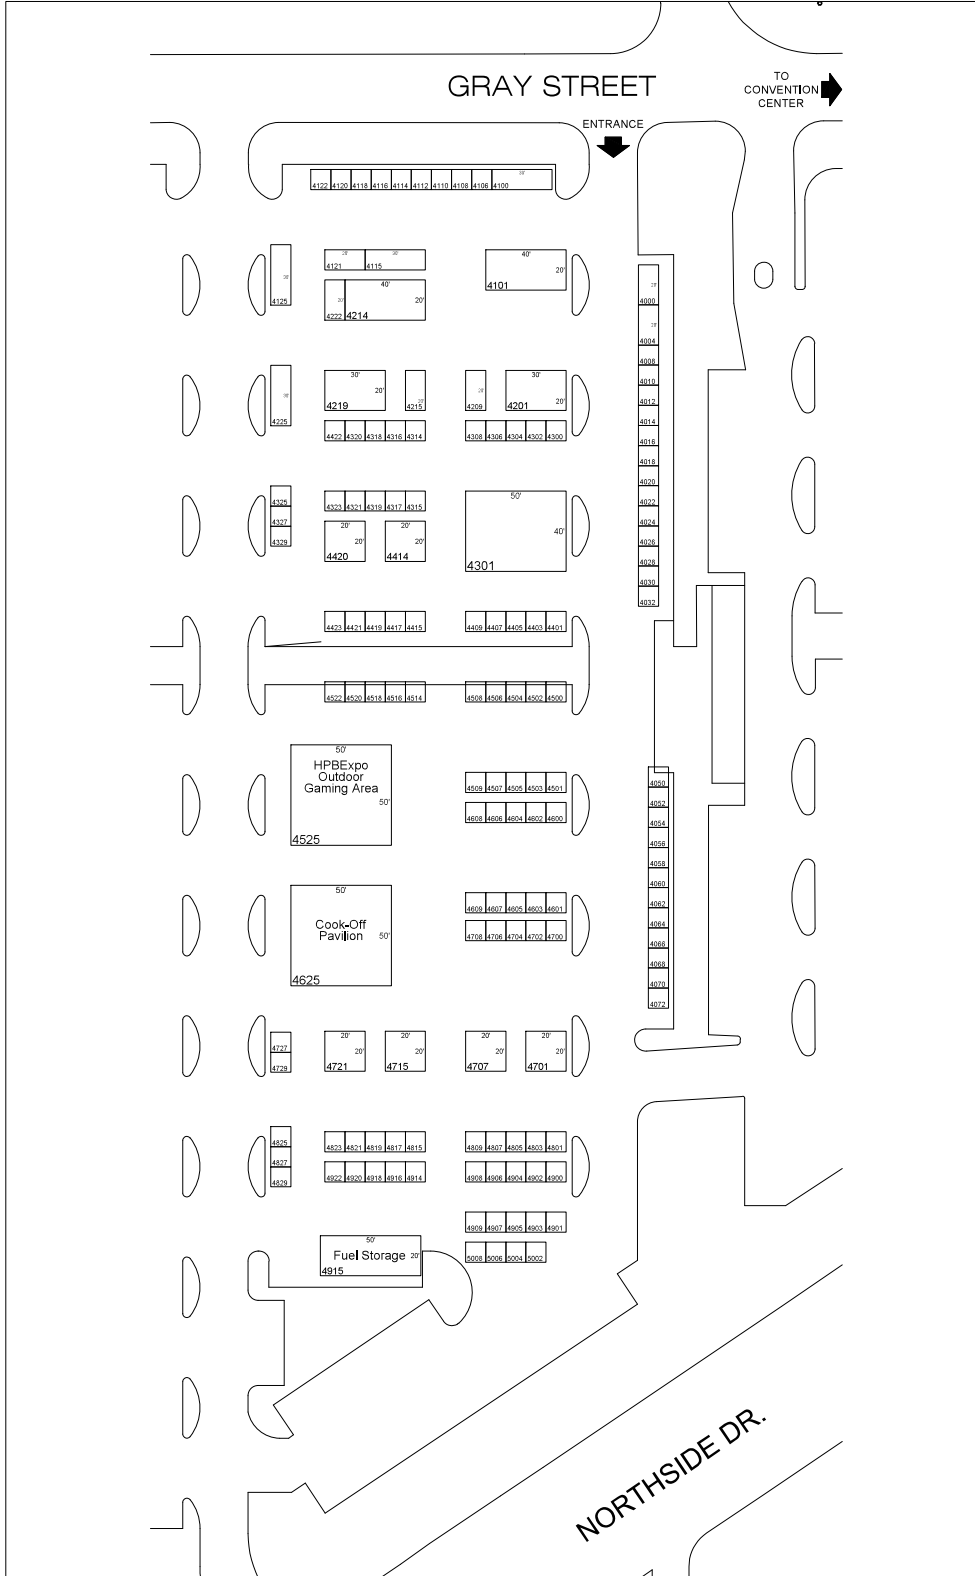 GRAY STREET
TO
CONVENTION
CENTER
ENTRANCE
30'
4122 4120 4118 4116 4114 4112 4110 4108 4106 4100
30'
4125
20' 30'
4121 4115
40'
20'
4101
20' 40' 20'
4222 4214
20'
4000
20'
4004
4008
4010
4012
4014
4016
4018
4020
4022
4024
4026
4028
4030
4032
30'
4225
30'
20'
4219
20'
4215
20'
4209
30'
20'
4201
4422 4320 4318 4316 4314
4308 4306 4304 4302 4300
4325
4327
4329
4323 4321 4319 4317 4315
20'
20'
4420
20'
20'
4414
50'
40'
4301
4423 4421 4419 4417 4415
4409 4407 4405 4403 4401
4522 4520 4518 4516 4514
4508 4506 4504 4502 4500
50'
HPBExpo
Outdoor
Gaming Area
50'
4525
4509 4507 4505 4503 4501
4608 4606 4604 4602 4600
4050
4052
4054
4056
4058
4060
4062
4064
4066
4068
4070
4072
50'
Cook-Off
Pavilion
50'
4625
4609 4607 4605 4603 4601
4708 4706 4704 4702 4700
4727
4729
20'
20'
4721
20'
20'
4715
20'
20'
4707
20'
20'
4701
4825
4827
4829
4823 4821 4819 4817 4815
4809 4807 4805 4803 4801
4922 4920 4918 4916 4914
4908 4906 4904 4902 4900
4909 4907 4905 4903 4901
50'
Fuel Storage 20'
4915
5008 5006 5004 5002
NORTHSIDE DR.